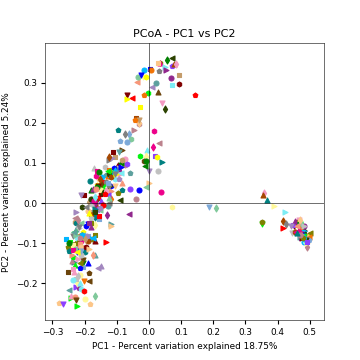 PCoA - PC1 vs PC2
PC2 - Percent variation explained 5.24%
0.3
0.2
0.1
0.0
−0.1
−0.2
−0.3 −0.2 −0.1 0.0 0.1 0.2 0.3 0.4 0.5
PC1 - Percent variation explained 18.75%